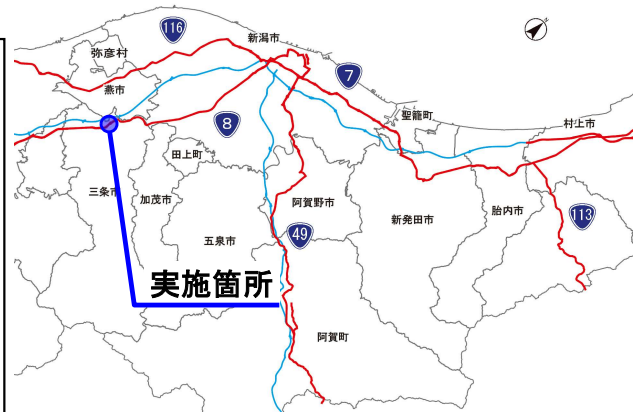 116
新潟市
弥彦村
7
燕市
8
聖籠町
村上市
田上町
三条市
加茂市
阿賀野市
新発田市
胎内市
113
五泉市
49
実施箇所
阿賀町